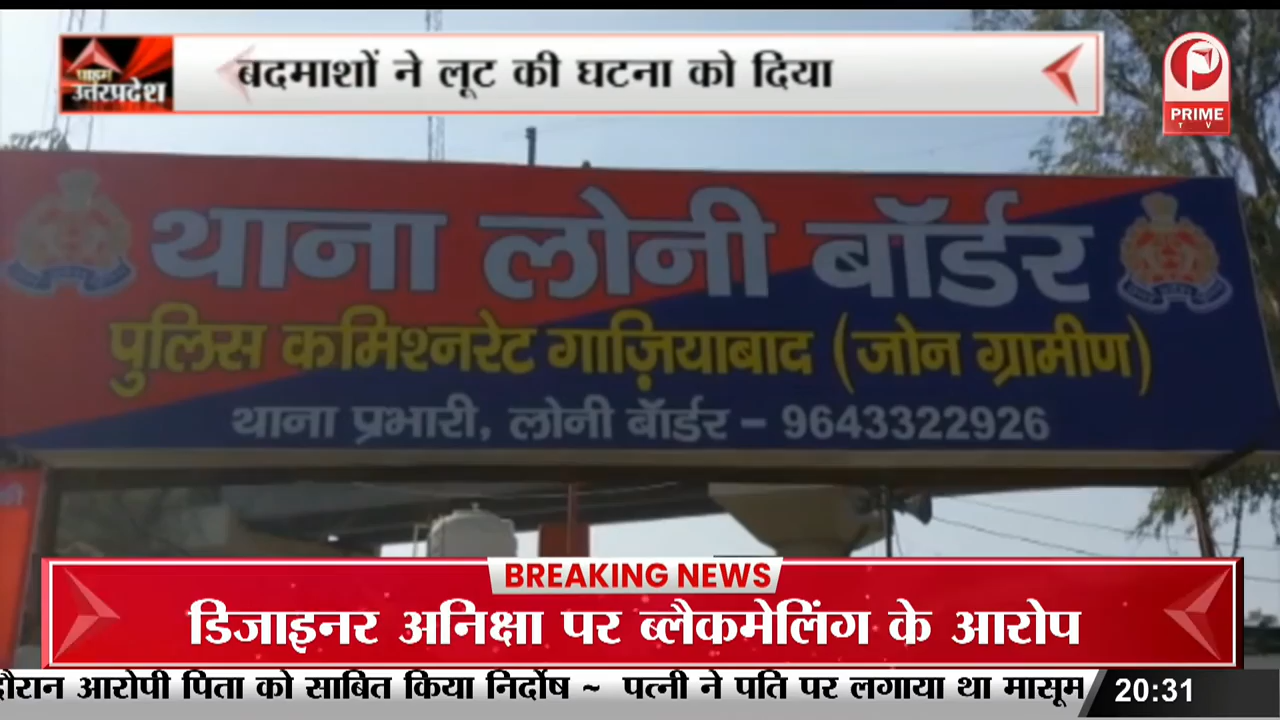 प्राइम
उत्तरप्रदेश
बदमाशों ने लूट की घटना को दिया
PRIME
TV
थाना लोनी बॉर्डर
पुलिस कमिश्नरेट गाज़ियाबाद (जोन ग्रामीण)
थाना प्रभारी, लोनी बॉर्डर - 9643322926
BREAKING NEWS
डिजाइनर अनिक्षा पर ब्लैकमेलिंग के आरोप
दौरान आरोपी पिता को साबित किया निर्दोष ~ पत्नी ने पति पर लगाया था मासूम
20:31